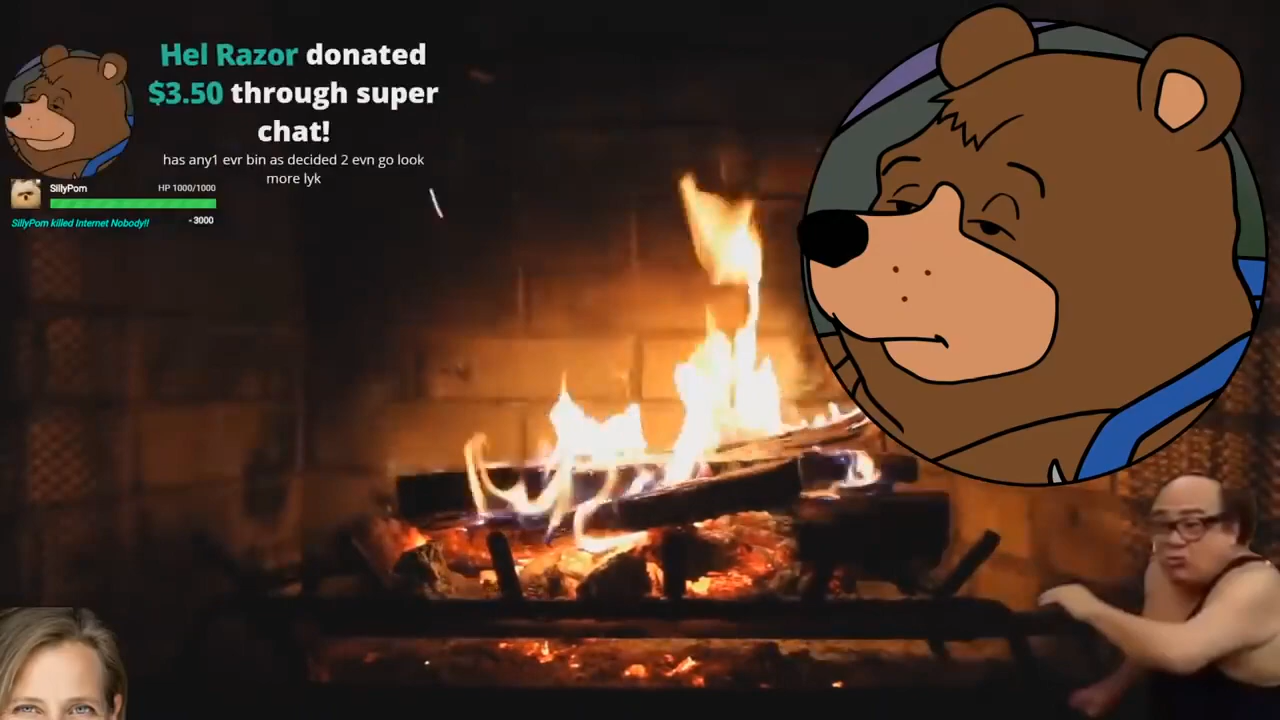 Hel Razor donated
$3.50 through super
chat!
has any1 evr bin as decided 2 evn go look
more lyk
SillyPom HP 1000/1000
SillyPom killed Internet Nobody!! -3000